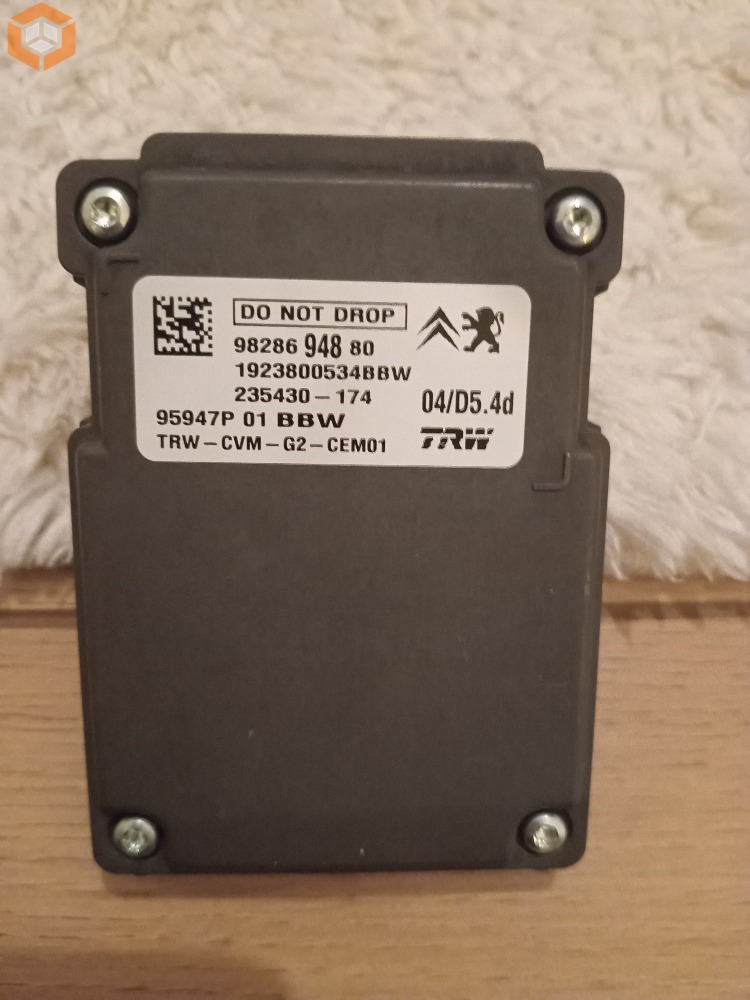 DO NOT DROP
98286 948 80
1923800534BBW
235430-174
04/D5.4d
95947P 01 BBW
TRW
TRW-CVM-G2-CEM01